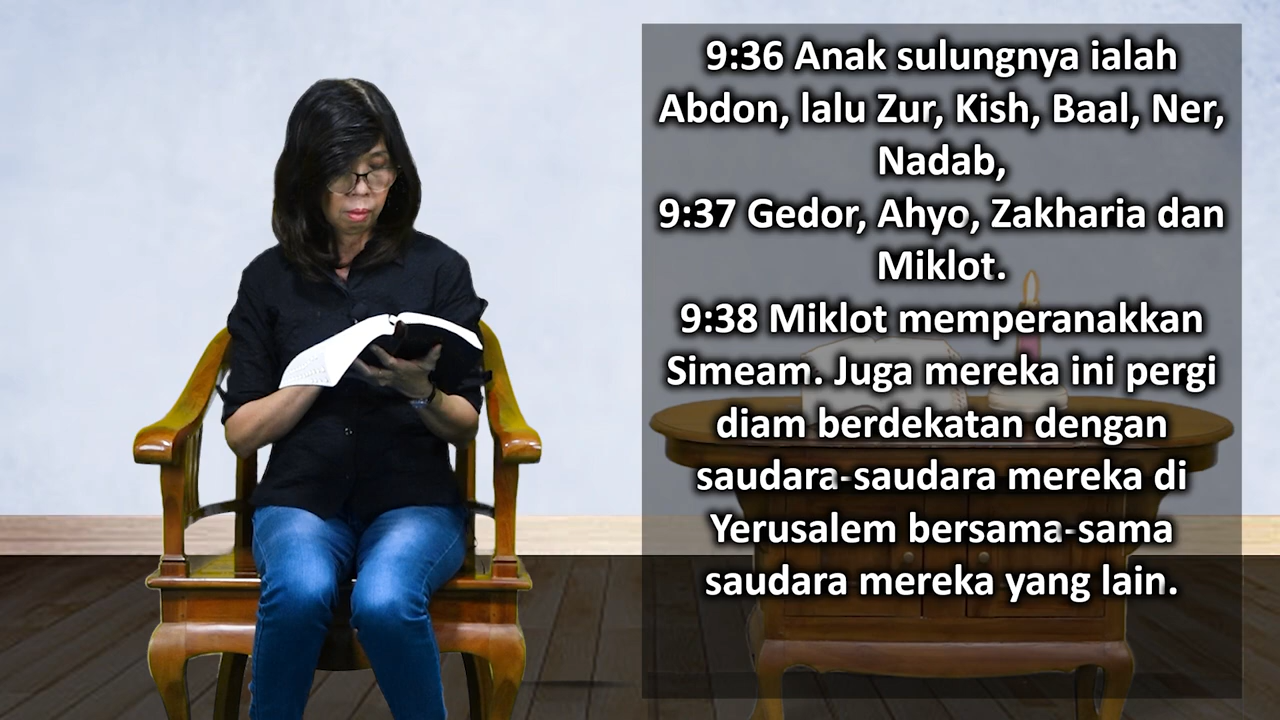 9:36 Anak sulungnya ialah
Abdon, lalu Zur, Kish, Baal, Ner,
Nadab,
9:37 Gedor, Ahyo, Zakharia dan
Miklot.
9:38 Miklot memperanakkan
Simeam. Juga mereka ini pergi
diam berdekatan dengan
saudara-saudara mereka di
Yerusalem bersama-sama
saudara mereka yang lain.